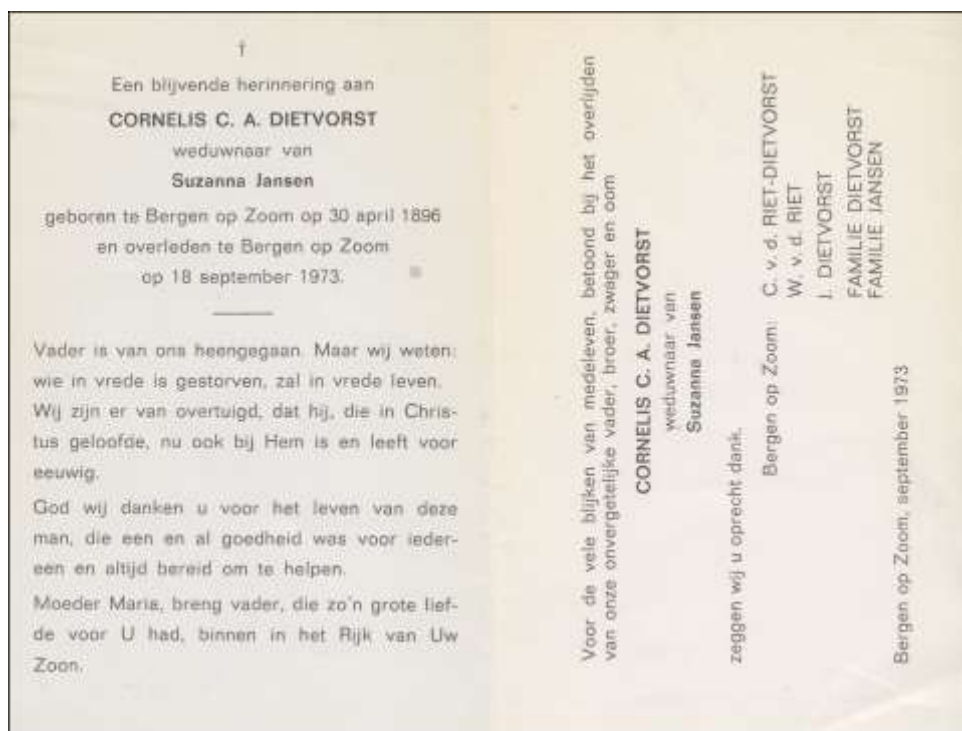 †
Een blijvende herinnering aan
CORNELIS C. A. DIETVORST
weduwnaar van
Suzanna Jansen
geboren te Bergen op Zoom op 30 april 1896
en overleden te Bergen op Zoom
op 18 september 1973.
Vader is van ons heengegaan. Maar wij weten:
wie in vrede is gestorven, zal in vrede leven.
Wij zijn er van overtuigd, dat hij, die in Chris-
tus geloofde, nu ook bij Hem is en leeft voor
eeuwig.
God wij danken u voor het leven van deze
man, die een en al goedheid was voor ieder-
een en altijd bereid om te helpen.
Moeder Maria, breng vader, die zo'n grote lief-
de voor U had, binnen in het Rijk van Uw
Zoon.
Voor de vele blijken van medeleven, betoond bij het overlijden
van onze onvergetelijke vader, broer, zwager en oom
CORNELIS C. A. DIETVORST
weduwnaar van
Suzanna Jansen
zeggen wij u oprecht dank.
Bergen op Zoom: C. v. d. RIET-DIETVORST
W. v. d. RIET
J. DIETVORST
FAMILIE DIETVORST
FAMILIE JANSEN
Bergen op Zoom, september 1973